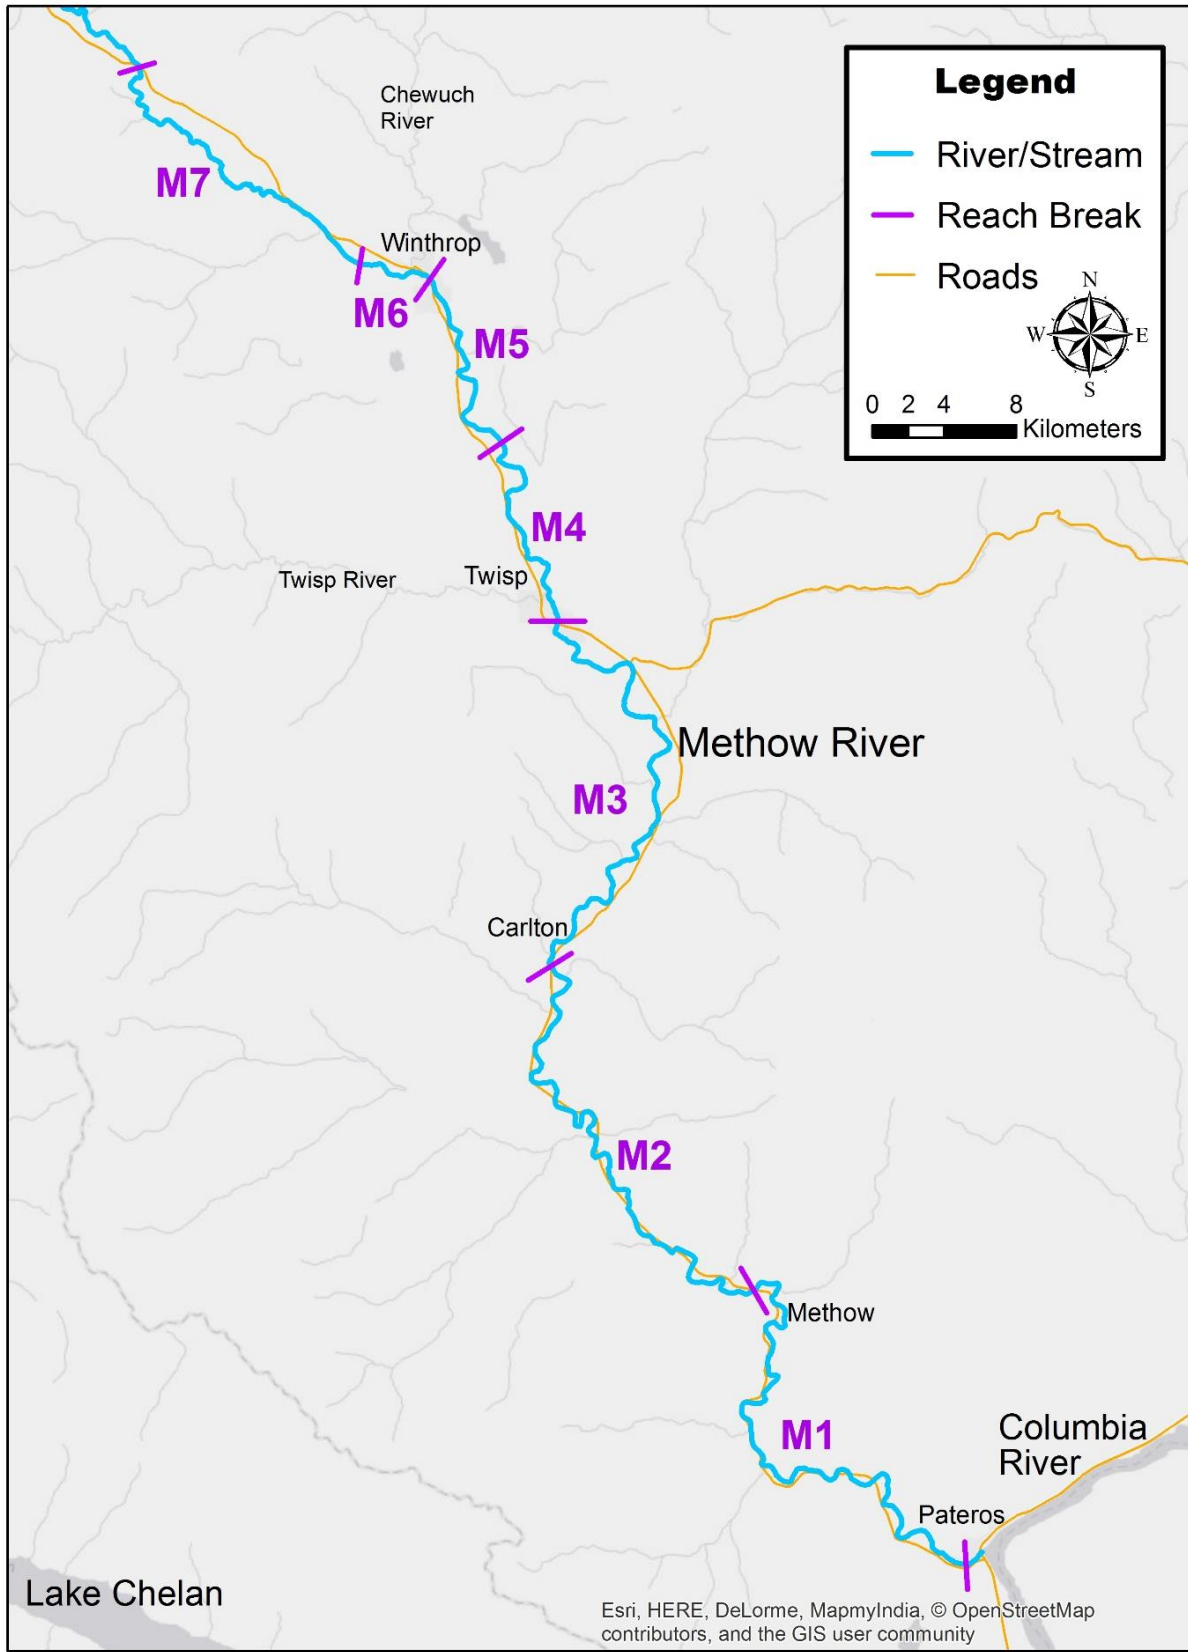 Legend
River/Stream
Reach Break
Roads
N
W
E
S
0 2 4 8
Kilometers
Chewuch
River
M7
Winthrop
M6
M5
M4
Twisp River
Twisp
Methow River
M3
Carlton
M2
Methow
M1
Columbia
River
Pateros
Lake Chelan
Esri, HERE, DeLorme, MapmyIndia, © OpenStreetMap
contributors, and the GIS user community